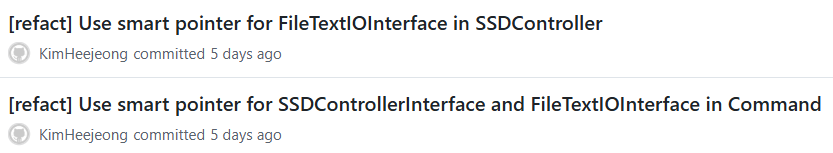 [refact] Use smart pointer for FileTextIOInterface in SSDController
KimHeejeong committed 5 days ago
[refact] Use smart pointer for SSDControllerInterface and FileTextIOInterface in Command
KimHeejeong committed 5 days ago